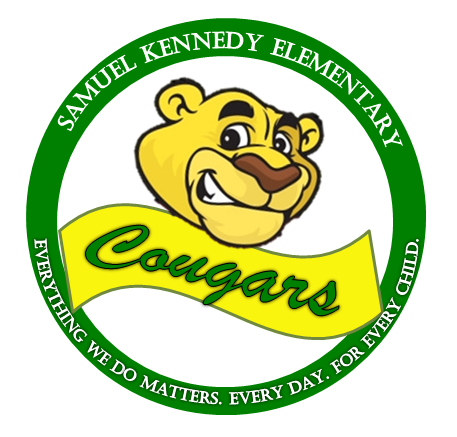 SAMUEL KENNEDY ELEMENTARY
Cougars
EVERYTHING WE DO MATTERS. EVERY DAY. FOR EVERY CHILD.